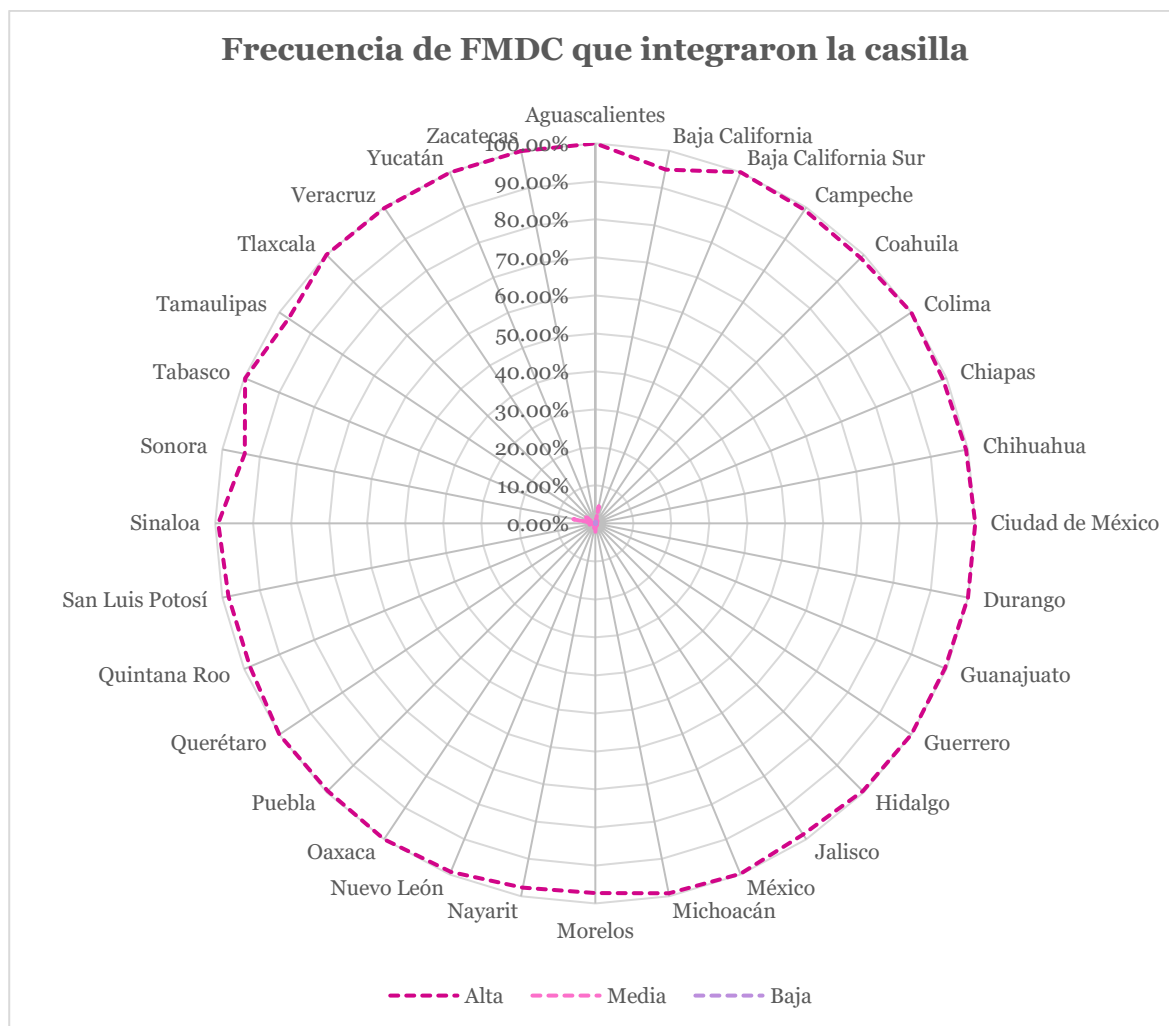 Frecuencia de FMDC que integraron la casilla
Aguascalientes
Baja California
Baja California Sur
Campeche
Coahuila
Colima
Chiapas
Chihuahua
Ciudad de México
Durango
Guanajuato
Guerrero
Hidalgo
Jalisco
México
Michoacán
Morelos
Nayarit
Nuevo León
Oaxaca
Puebla
Querétaro
Quintana Roo
San Luis Potosí
Sinaloa
Sonora
Tabasco
Tamaulipas
Tlaxcala
Veracruz
Yucatán
Zacatecas
100.00%
90.00%
80.00%
70.00%
60.00%
50.00%
40.00%
30.00%
20.00%
10.00%
0.00%
Alta Media Baja